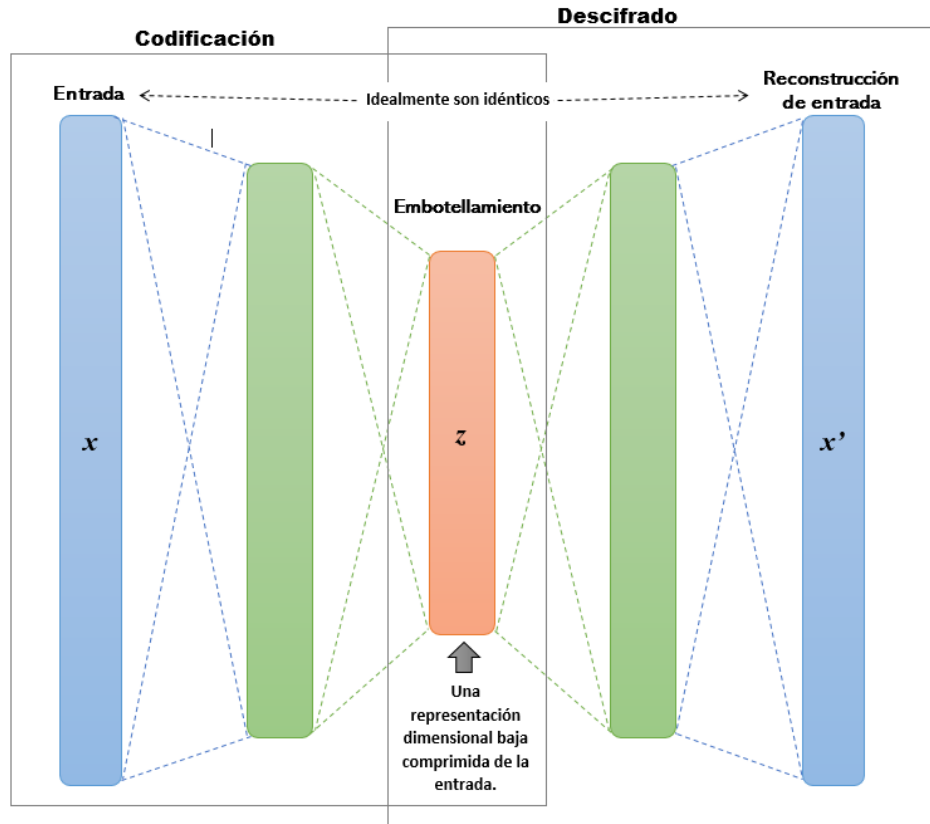 Descifrado
Codificación
Entrada
Idealmente son idénticos
Reconstrucción
de entrada
Embotellamiento
x
z
x’
Una
representación
dimensional baja
comprimida de la
entrada.